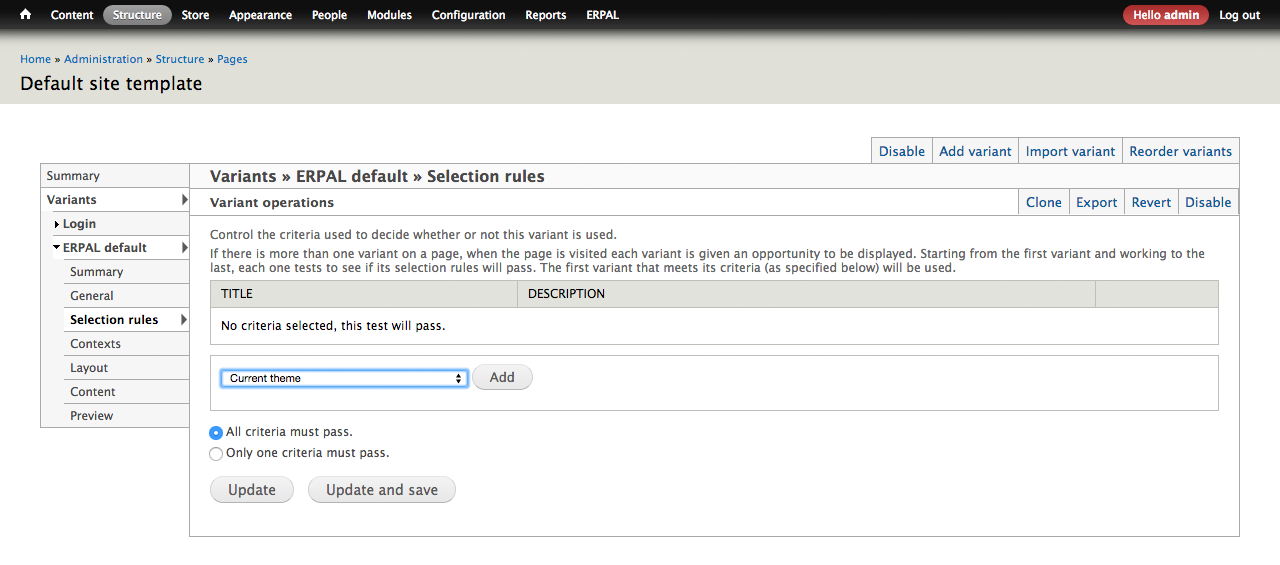 Content Structure Store Appearance People Modules Configuration Reports ERPAL Hello admin Log out
Home » Administration » Structure » Pages
Default site template
Disable Add variant Import variant Reorder variants
Summary
Variants
Login
ERPAL default
Summary
General
Selection rules
Contexts
Layout
Content
Preview
Variants » ERPAL default » Selection rules
Variant operations Clone Export Revert Disable
Control the criteria used to decide whether or not this variant is used.
If there is more than one variant on a page, when the page is visited each variant is given an opportunity to be displayed. Starting from the first variant and working to the
last, each one tests to see if its selection rules will pass. The first variant that meets its criteria (as specified below) will be used.
TITLE DESCRIPTION
No criteria selected, this test will pass.
Current theme Add
All criteria must pass.
Only one criteria must pass.
Update Update and save